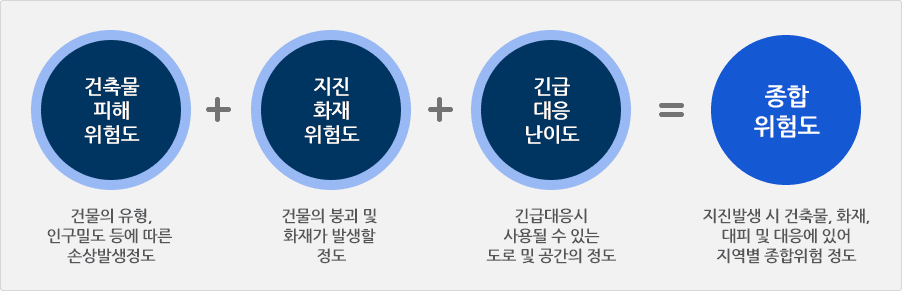 건축물
피해
위험도
+
지진
화재
위험도
+
긴급
대응
난이도
=
종합
위험도
건물의 유형,
인구밀도 등에 따른
손상발생정도
건물의 붕괴 및
화재가 발생할
정도
긴급대응시
사용될 수 있는
도로 및 공간의 정도
지진발생 시 건축물, 화재,
대피 및 대응에 있어
지역별 종합위험 정도